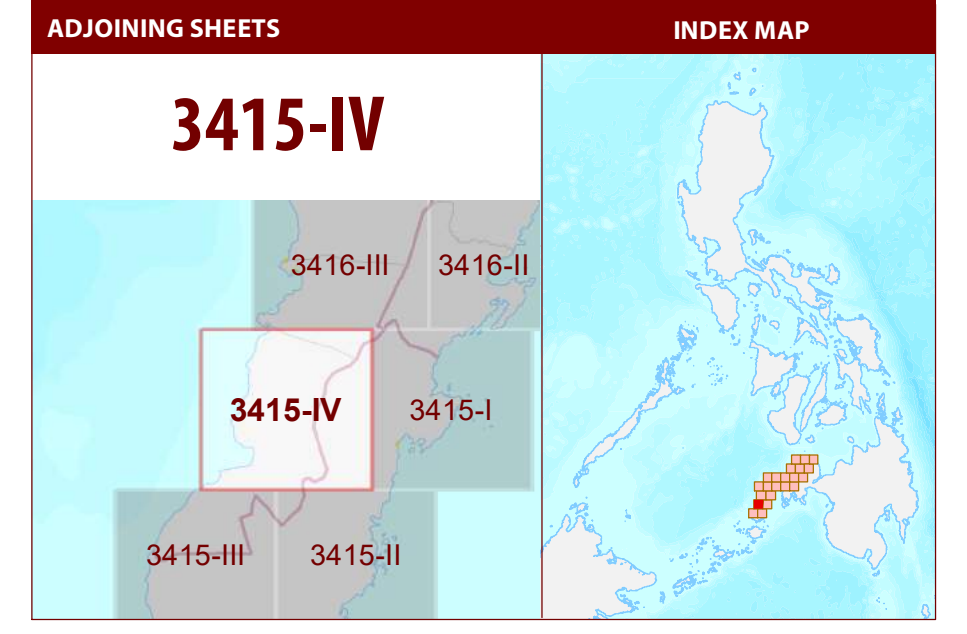 ADJOINING SHEETS
INDEX MAP
3415-IV
3416-III
3416-II
3415-IV
3415-I
3415-III
3415-II